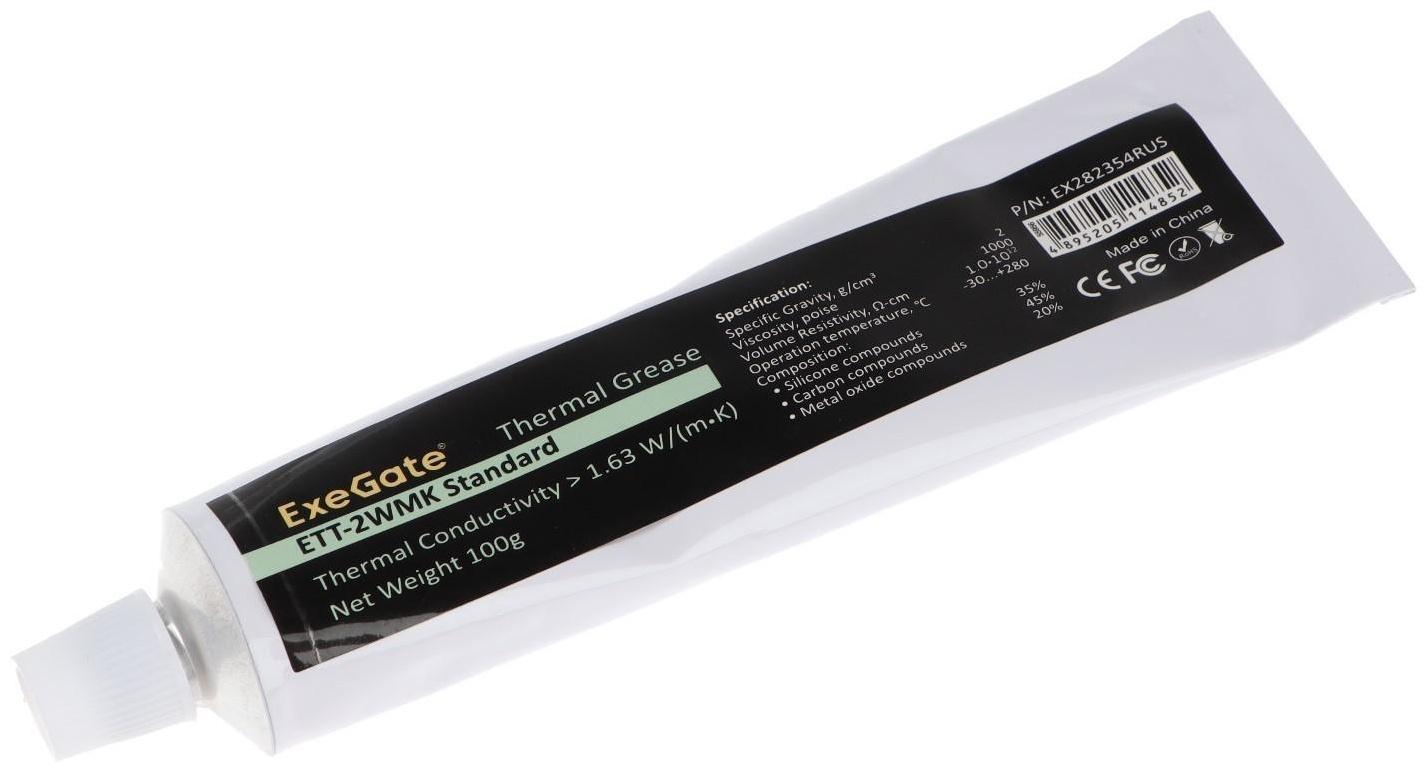 ExeGate®
Thermal Grease
ETT-2WMK Standard
Thermal Conductivity > 1.63 W/(m•K)
Net Weight 100g
Specification:
Specific Gravity, g/cm³ 2
Viscosity, poise 1000
Volume Resistivity, Ω-cm 1.0·10¹²
Operation temperature, °C -30...+280
Composition:
• Silicone compounds 35%
• Carbon compounds 45%
• Metal oxide compounds 20%
P/N: EX282354RUS
4 895205 114852
Made in China
CE FC RoHS